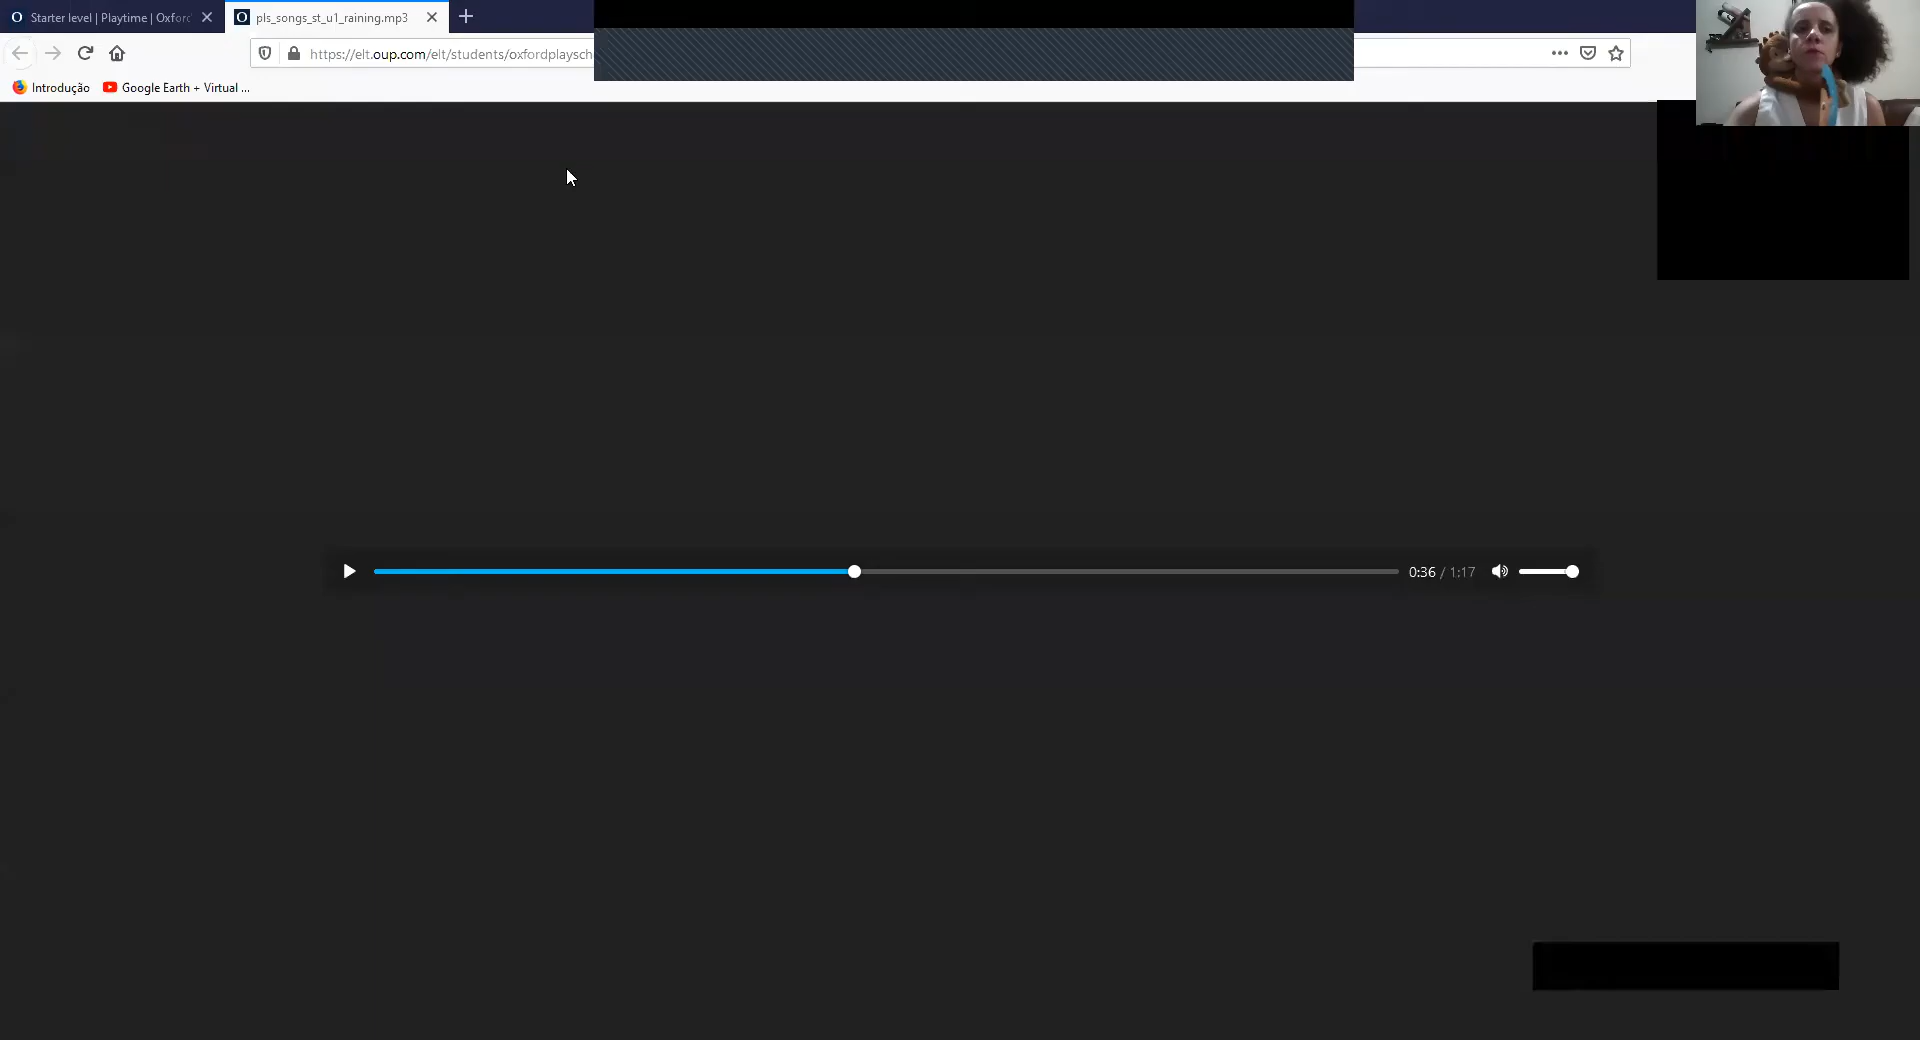 Starter level | Playtime | Oxford
pls_songs_st_u1_raining.mp3
https://elt.oup.com/elt/students/oxfordplaysch
Introdução
Google Earth + Virtual ...
0:36 / 1:17